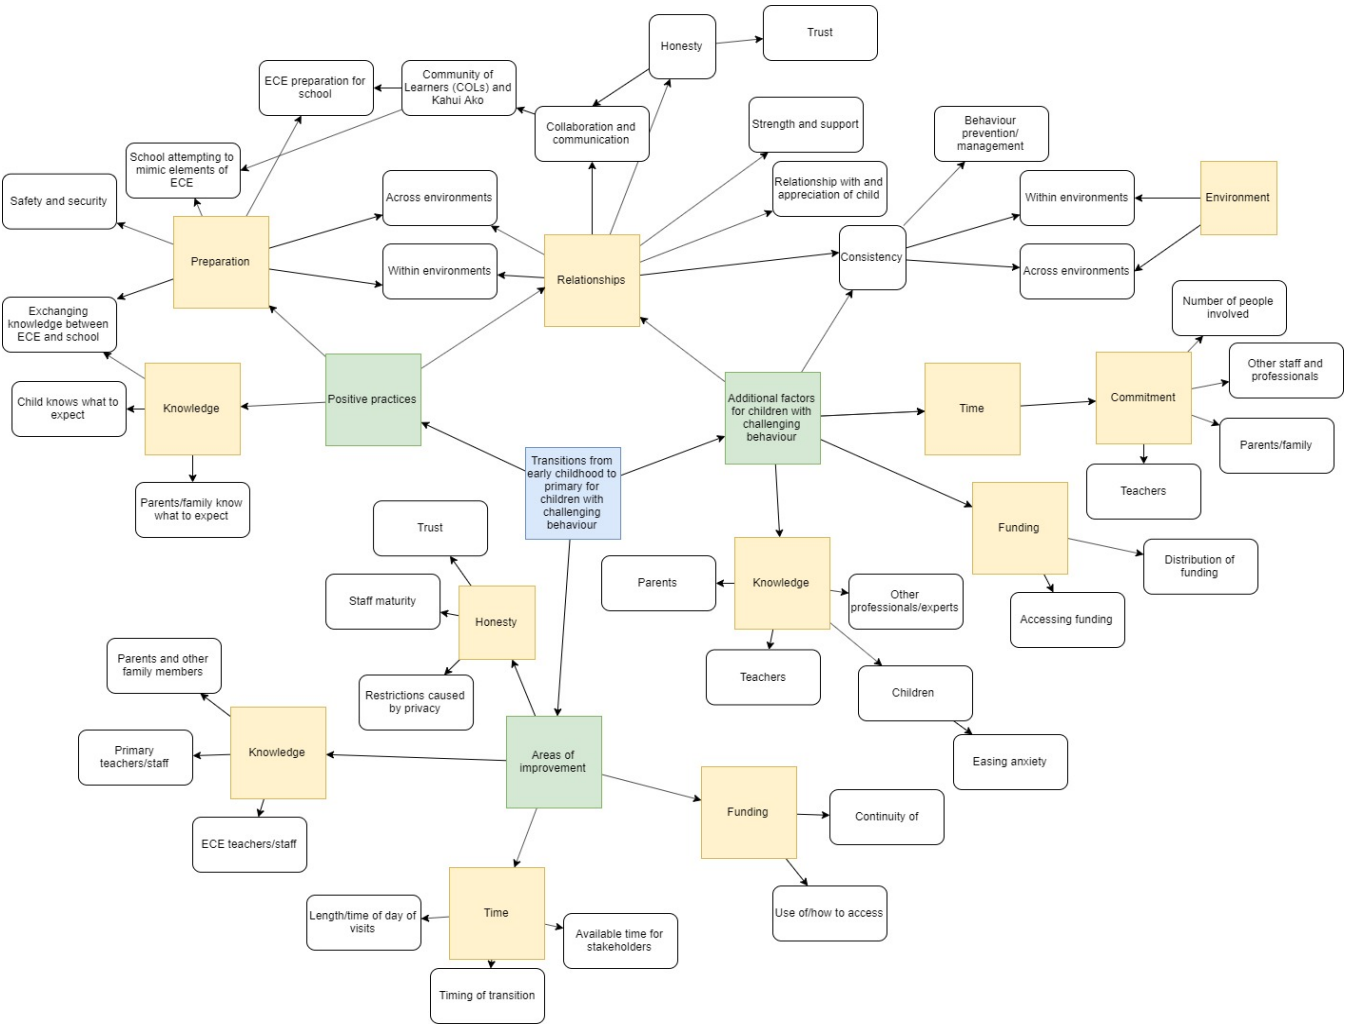 Trust
Honesty
ECE preparation for
school
Community of
Learners (COLs) and
Kahui Ako
Collaboration and
communication
Strength and support
Behaviour
prevention/
management
School attempting to
mimic elements of
ECE
Safety and security
Across environments
Relationship with and
appreciation of child
Within environments
Environment
Preparation
Within environments
Relationships
Consistency
Across environments
Exchanging
knowledge between
ECE and school
Number of people
involved
Other staff and
professionals
Child knows what to
expect
Knowledge
Positive practices
Additional factors
for children with
challenging
behaviour
Time
Commitment
Parents/family
Transitions from
early childhood to
primary for
children with
challenging
behaviour
Teachers
Parents/family know
what to expect
Trust
Funding
Distribution of
funding
Staff maturity
Honesty
Parents
Knowledge
Other
professionals/experts
Accessing funding
Parents and other
family members
Restrictions caused
by privacy
Teachers
Children
Primary
teachers/staff
Knowledge
Areas of
improvement
Easing anxiety
Funding
Continuity of
ECE teachers/staff
Length/time of day of
visits
Time
Available time for
stakeholders
Use of/how to access
Timing of transition